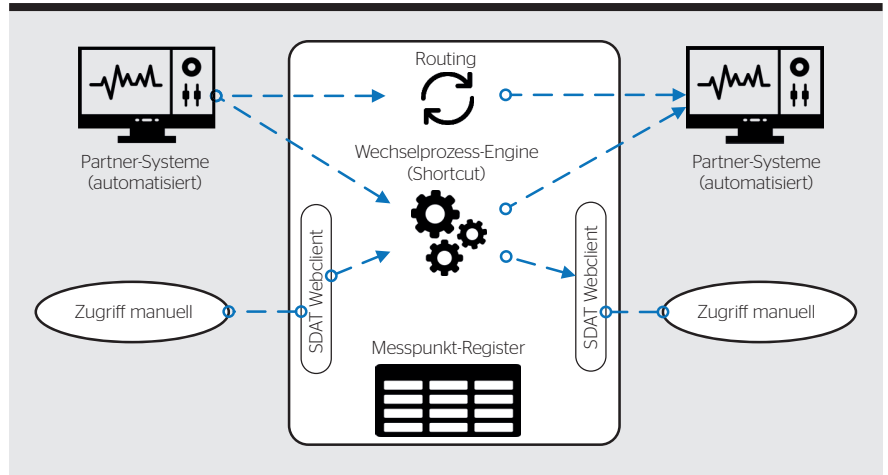 Routing
Partner-Systeme
(automatisiert)
Wechselprozess-Engine
(Shortcut)
Partner-Systeme
(automatisiert)
SDAT Webclient
SDAT Webclient
Zugriff manuell
Zugriff manuell
Messpunkt-Register